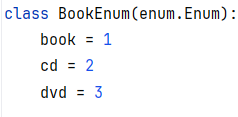 class BookEnum(enum.Enum):
    book = 1
    cd = 2
    dvd = 3